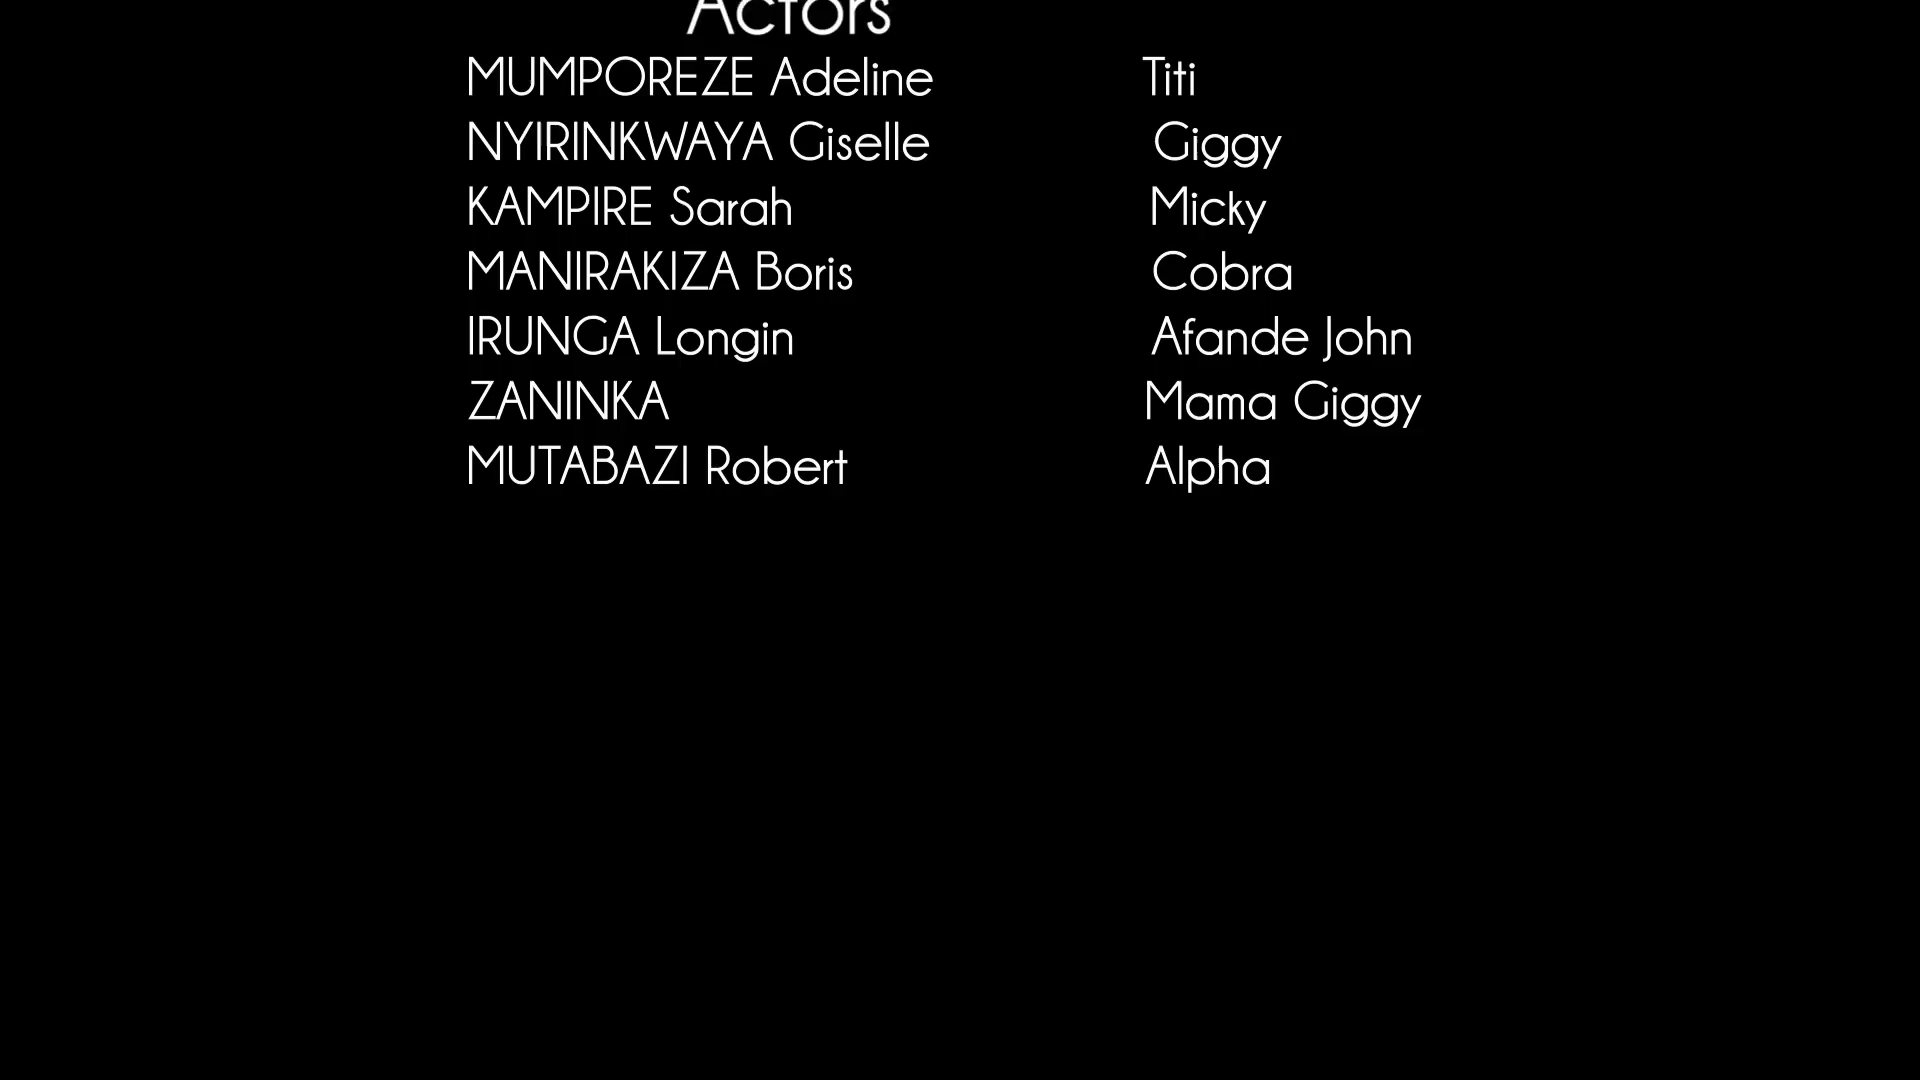 Actors
MUMPOREZE Adeline Titi
NYIRINKWAYA Giselle Giggy
KAMPIRE Sarah Micky
MANIRAKIZA Boris Cobra
IRUNGA Longin Afande John
ZANINKA Mama Giggy
MUTABAZI Robert Alpha